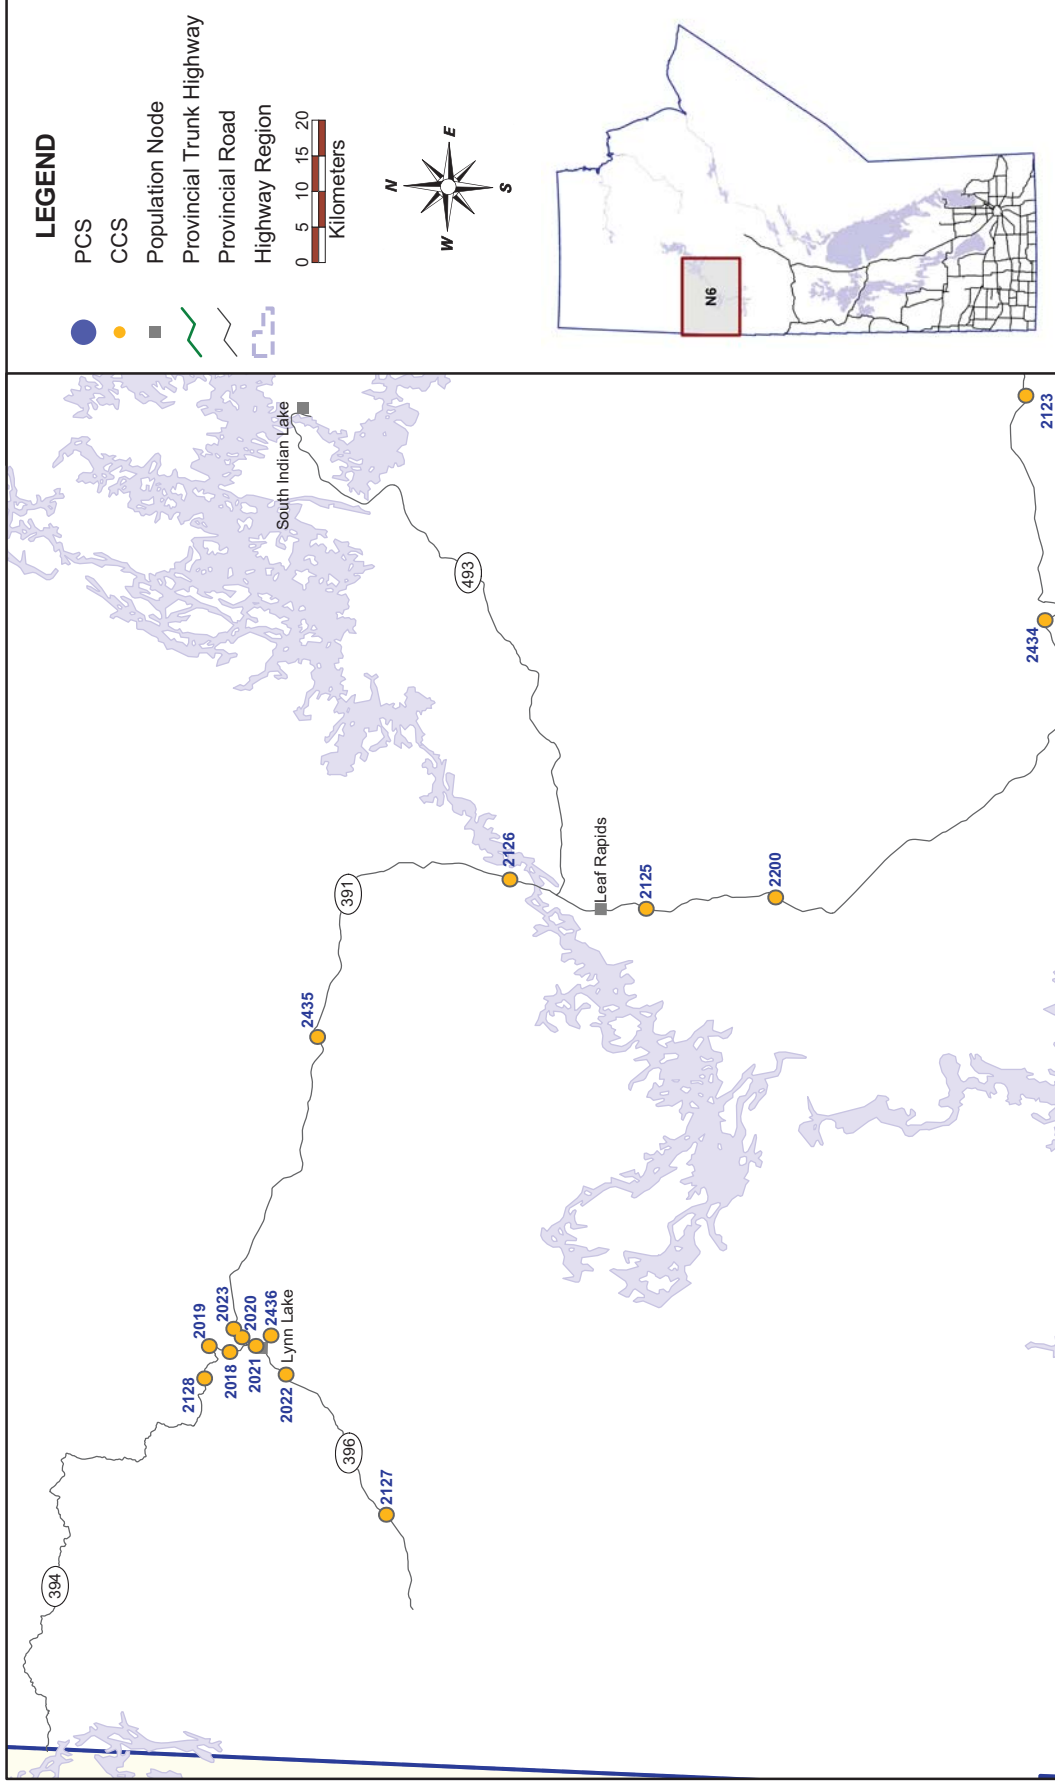 LEGEND
PCS
CCS
Population Node
Provincial Trunk Highway
Provincial Road
Highway Region
0 5 10 15 20
Kilometers
N
W
E
S
N6
394
2128
2019
2018
2023
2020
2021
2436
Lynn Lake
2022
396
2127
2435
391
2126
South Indian Lake
493
Leaf Rapids
2125
2200
2434
2123